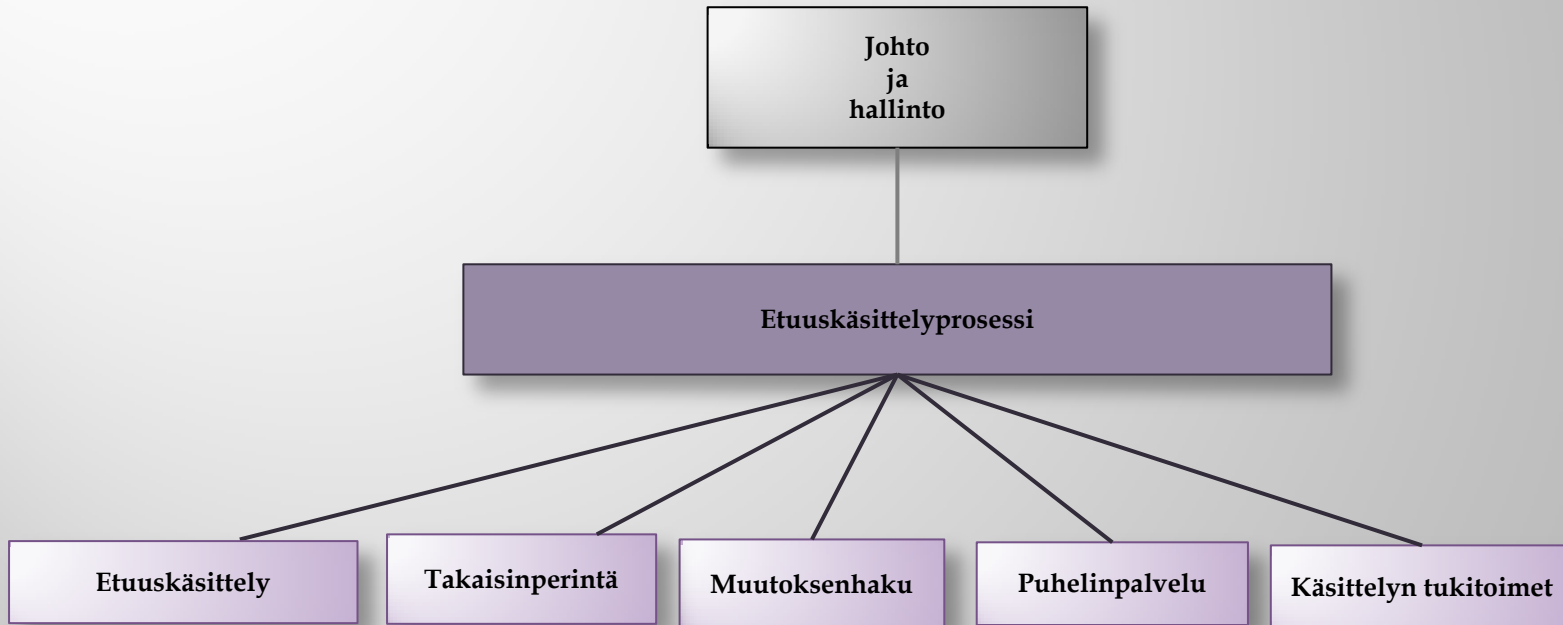 Johto
ja
hallinto
Etuuskäsittelyprosessi
Etuuskäsittely
Takaisinperintä
Muutoksenhaku
Puhelinpalvelu
Käsittelyn tukitoimet